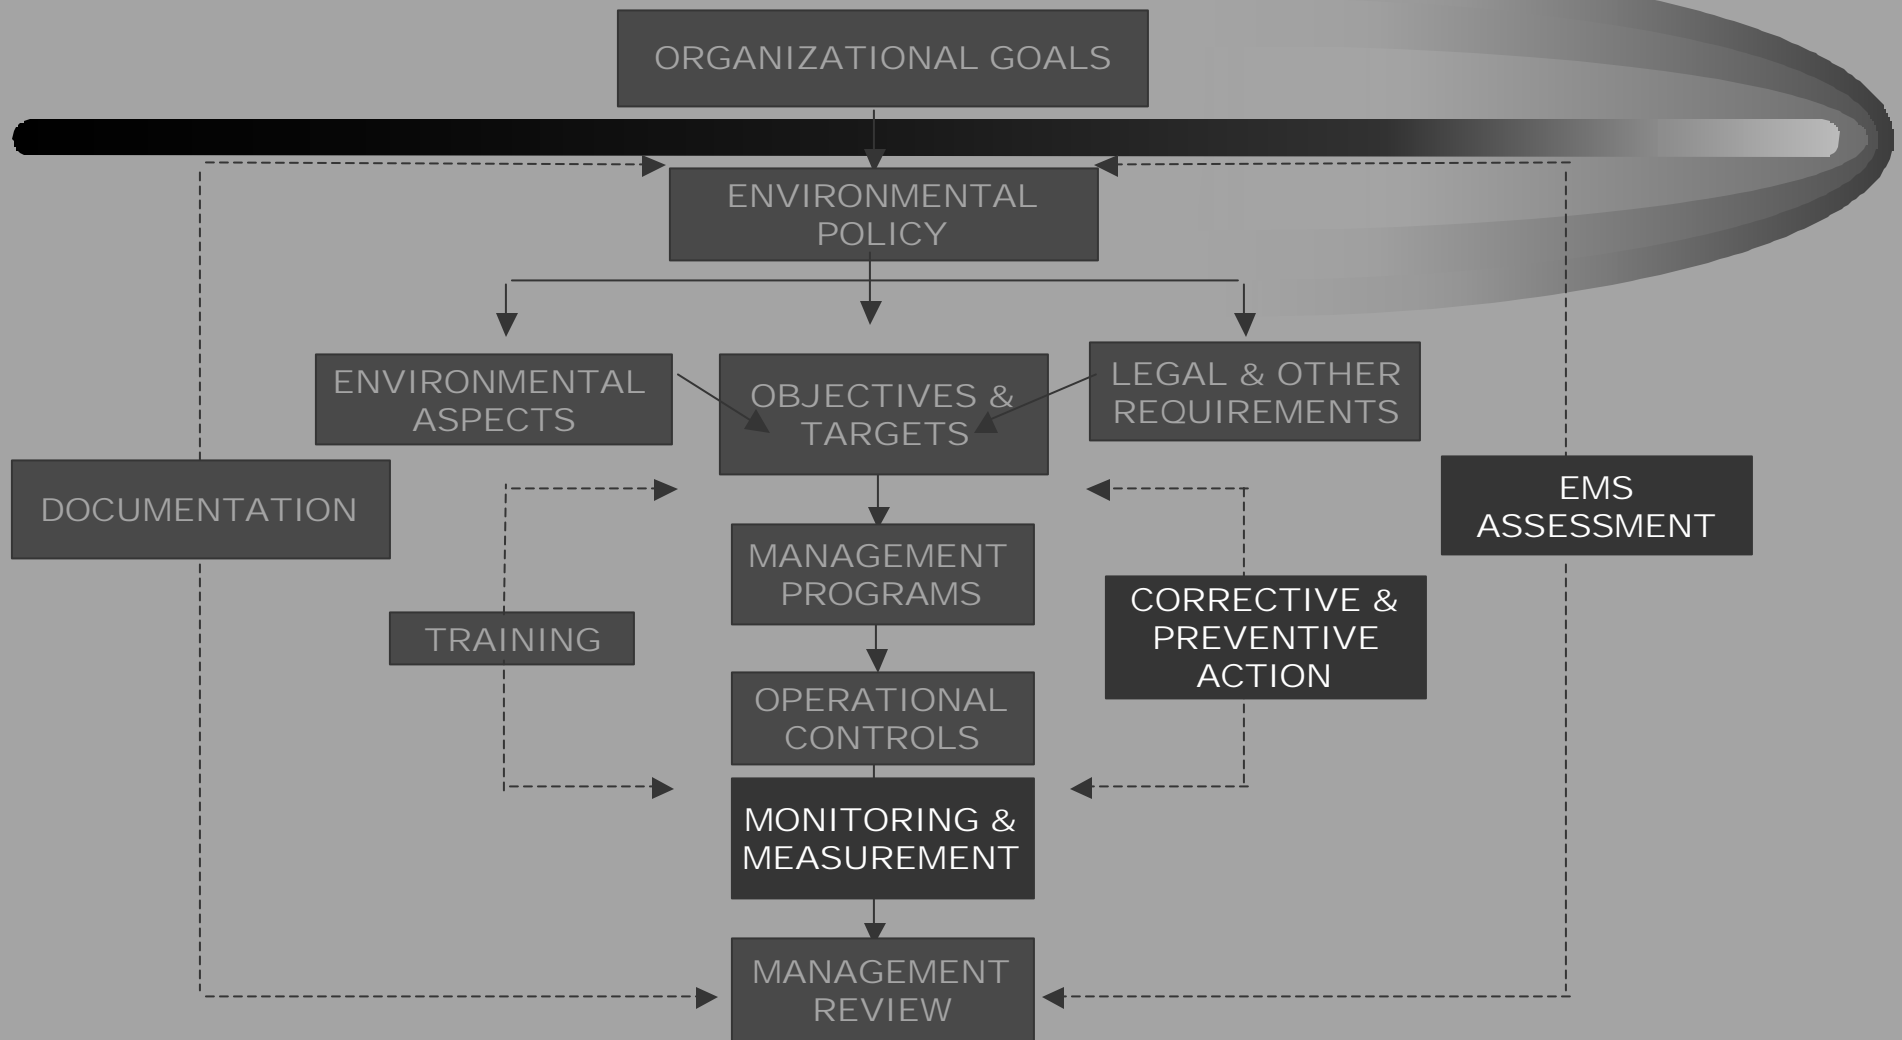 ORGANIZATIONAL GOALS
ENVIRONMENTAL
POLICY
ENVIRONMENTAL
ASPECTS
OBJECTIVES &
TARGETS
LEGAL & OTHER
REQUIREMENTS
DOCUMENTATION
EMS
ASSESSMENT
MANAGEMENT
PROGRAMS
CORRECTIVE &
PREVENTIVE
ACTION
TRAINING
OPERATIONAL
CONTROLS
MONITORING &
MEASUREMENT
MANAGEMENT
REVIEW